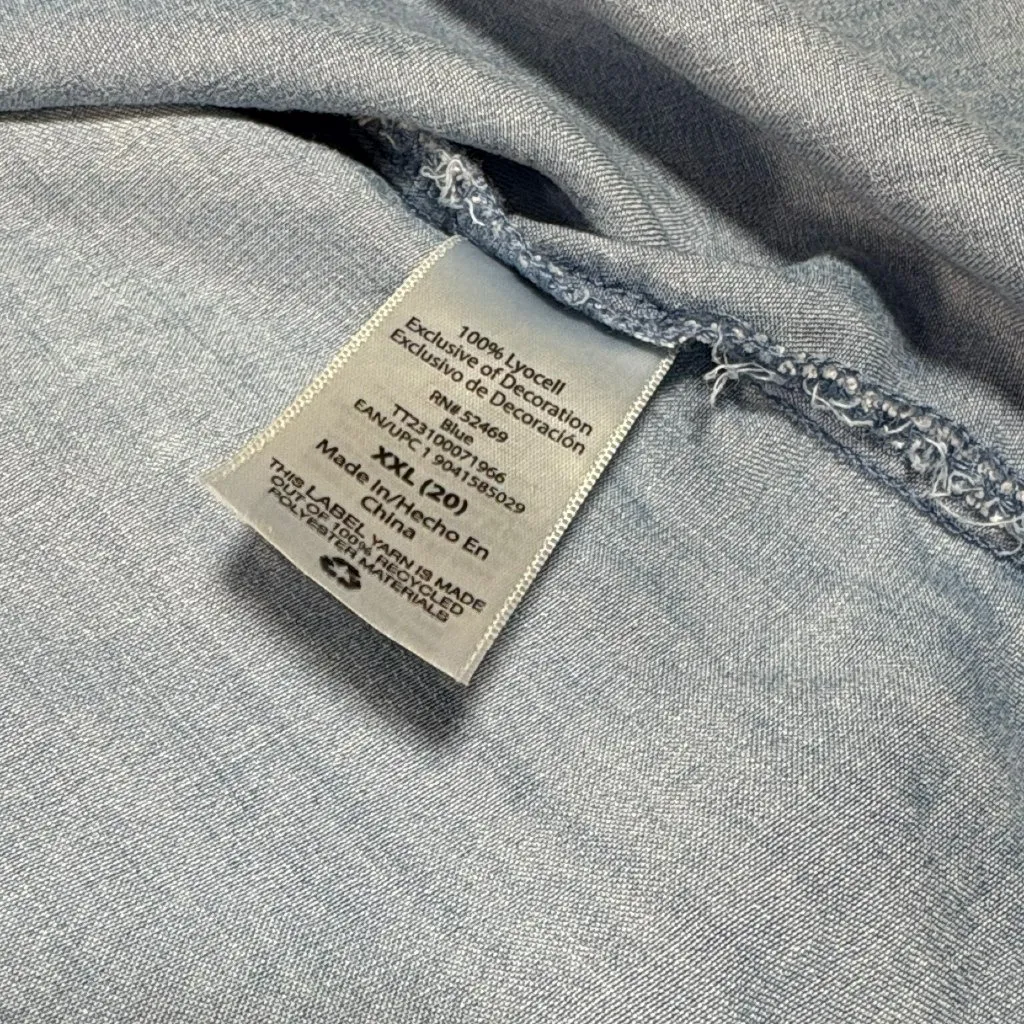 100% Lyocell
Exclusive of Decoration
Exclusivo de Decoración
RN# 52469
Blue
TT23100071966
EAN/UPC 1 9041585029
XXL (20)
Made In/Hecho En
China
THIS LABEL YARN IS MADE
OUT OF 100% RECYCLED
POLYESTER MATERIALS